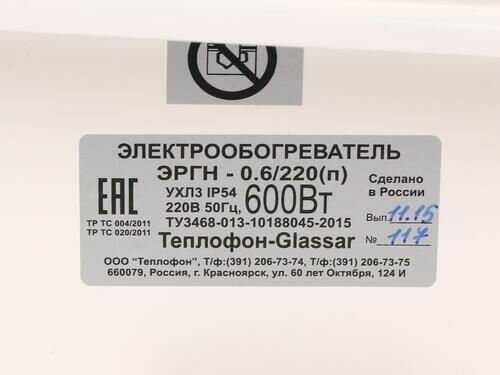 ЭЛЕКТРООБОГРЕВАТЕЛЬ
ЭРГН - 0.6/220(п)
УХЛ3 IP54
220В 50Гц, 600Вт
ТУ3468-013-10188045-2015
Теплофон-Glassar
ЕАС
ТР ТС 004/2011
ТР ТС 020/2011
Сделано
в России
Вып. 11.15
№ 117
ООО "Теплофон", Т/ф:(391) 206-73-74, Т/ф:(391) 206-73-75
660079, Россия, г. Красноярск, ул. 60 лет Октября, 124 И